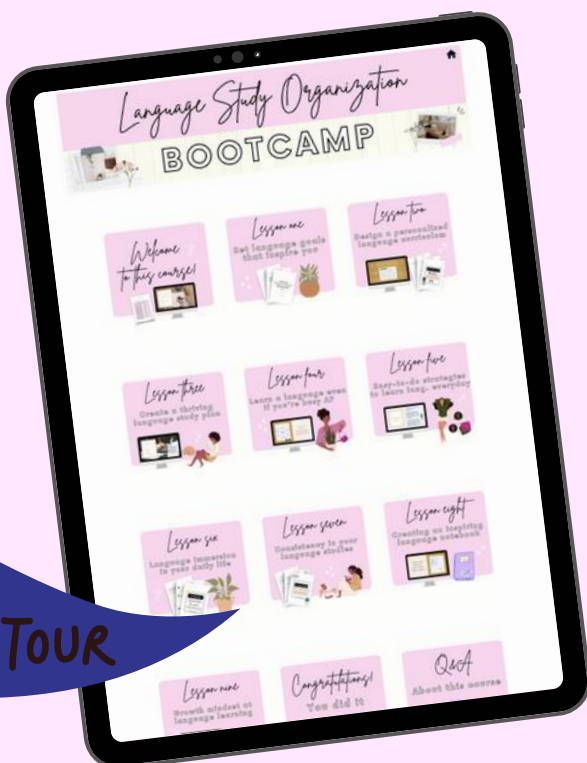 Language Study Organization
BOOTCAMP
Welcome
to this course!
Lesson one
Set language goals
that inspire you
Lesson two
Design a personalized
language curriculum
Lesson three
Create a thriving
language study plan
Lesson four
Learn a language even
if you're busy AF
Lesson five
Easy-to-do strategies
to learn lang. everyday
Lesson six
Language immersion
in your daily life
Lesson seven
Consistency in your
language studies
Lesson eight
Creating an inspiring
language notebook
TOUR
Lesson nine
Growth mindset at
language learning
Congratulations!
You did it
Q&A
About this course